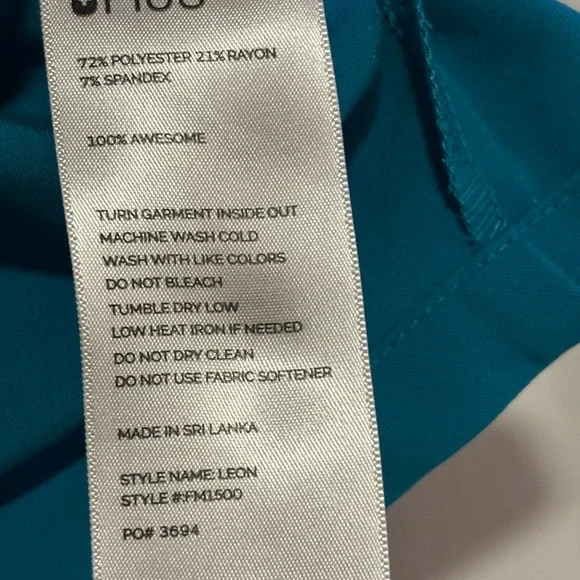 72% POLYESTER 21% RAYON
7% SPANDEX
100% AWESOME
TURN GARMENT INSIDE OUT
MACHINE WASH COLD
WASH WITH LIKE COLORS
DO NOT BLEACH
TUMBLE DRY LOW
LOW HEAT IRON IF NEEDED
DO NOT DRY CLEAN
DO NOT USE FABRIC SOFTENER
MADE IN SRI LANKA
STYLE NAME: LEON
STYLE #:FM1500
PO# 3694